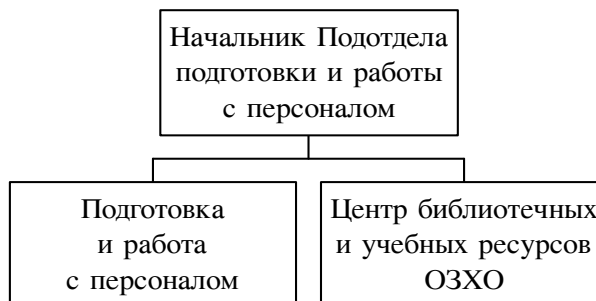 Начальник Подотдела
подготовки и работы
с персоналом
Подготовка
и работа
с персоналом
Центр библиотечных
и учебных ресурсов
ОЗХО